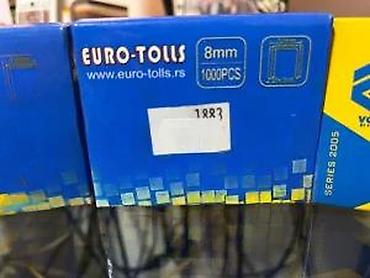 EURO-TOLLS
www.euro-tolls.rs
8mm
1000PCS
1883
SERIES 2005